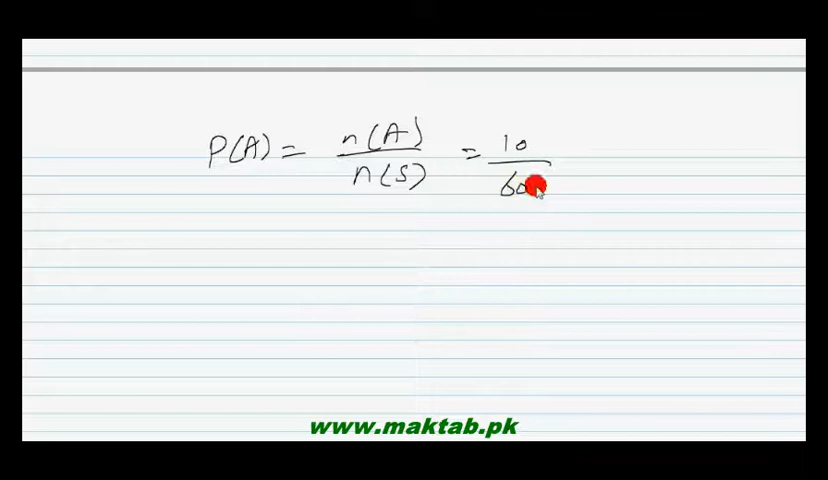 P(A) = n(A) / n(S) = 10 / 60
www.maktab.pk